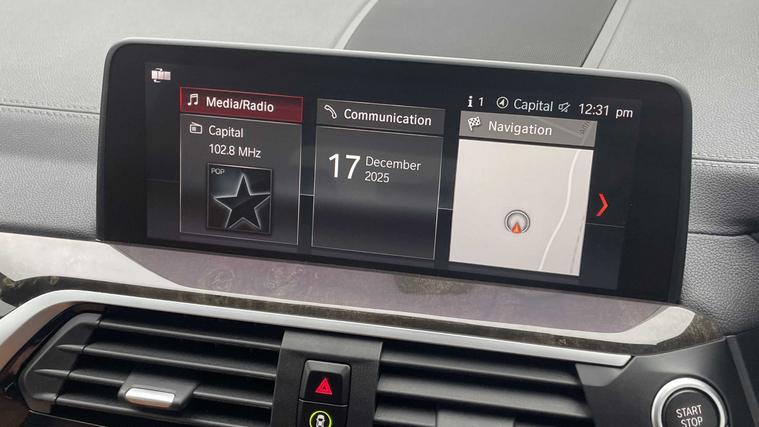 i 1 Capital 12:31 pm
Media/Radio
Capital
102.8 MHz
POP
Communication
17 December
2025
Navigation
START
STOP